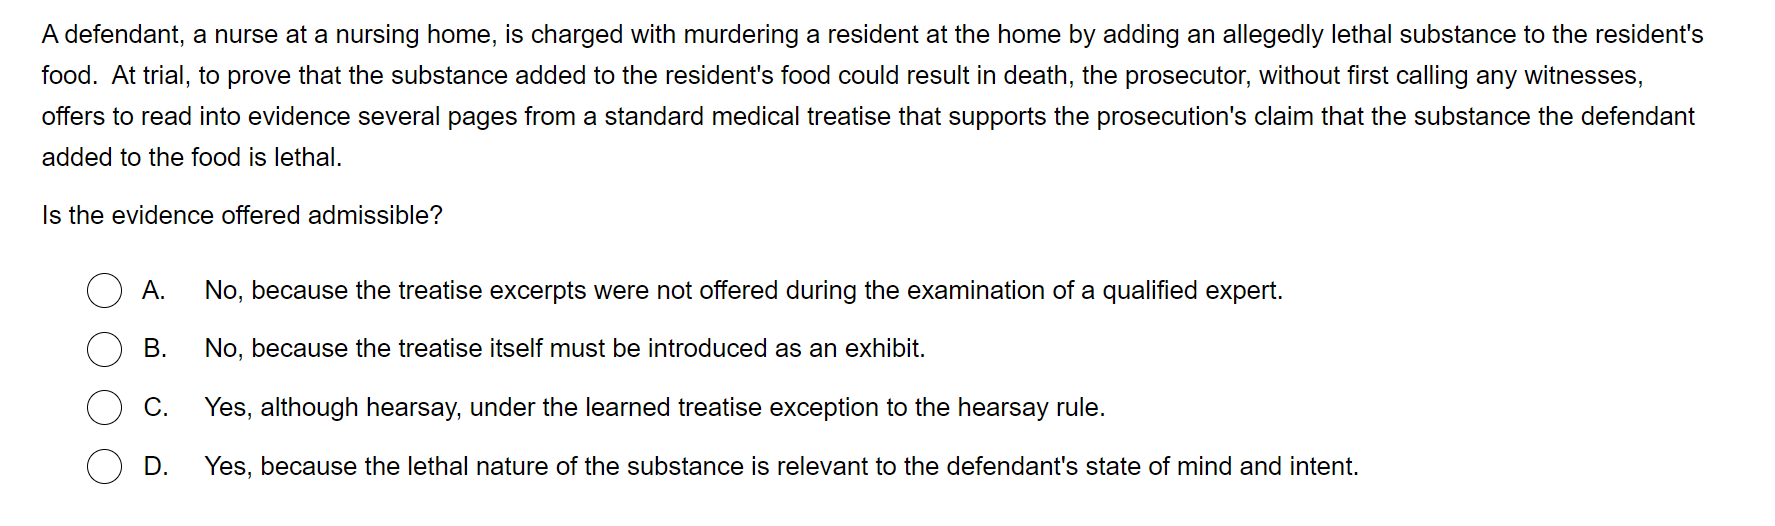 A defendant, a nurse at a nursing home, is charged with murdering a resident at the home by adding an allegedly lethal substance to the resident's
food.  At trial, to prove that the substance added to the resident's food could result in death, the prosecutor, without first calling any witnesses,
offers to read into evidence several pages from a standard medical treatise that supports the prosecution's claim that the substance the defendant
added to the food is lethal.
Is the evidence offered admissible?
A. No, because the treatise excerpts were not offered during the examination of a qualified expert.
B. No, because the treatise itself must be introduced as an exhibit.
C. Yes, although hearsay, under the learned treatise exception to the hearsay rule.
D. Yes, because the lethal nature of the substance is relevant to the defendant's state of mind and intent.